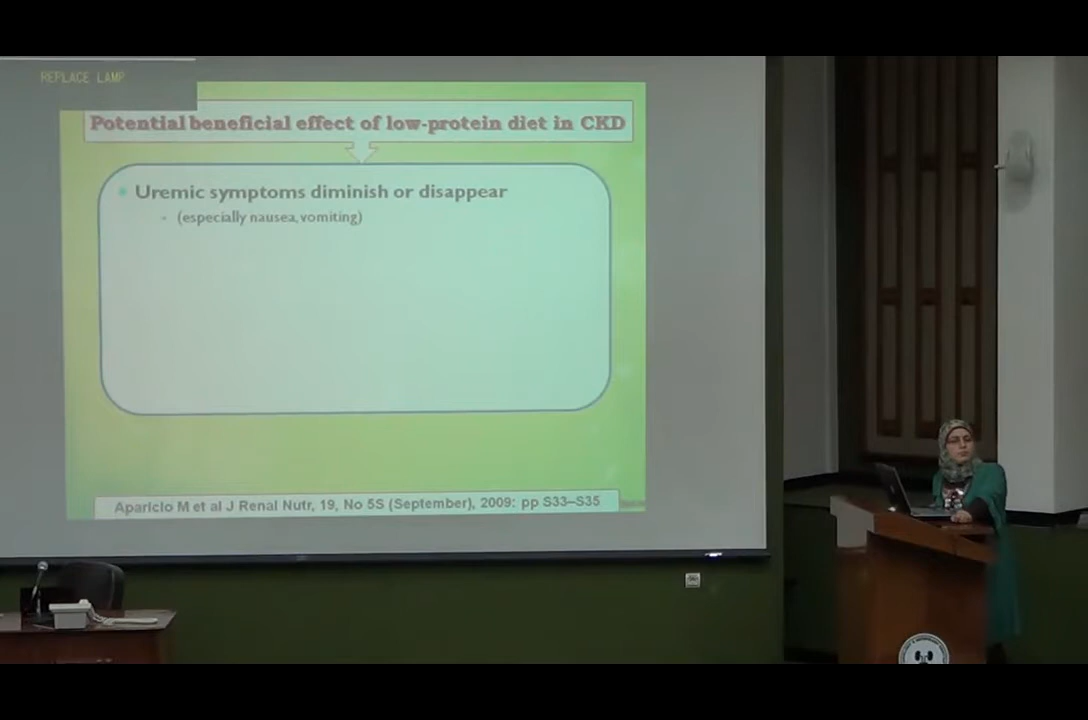 REPLACE LAMP
Potential beneficial effect of low-protein diet in CKD
Uremic symptoms diminish or disappear
(especially nausea, vomiting)
Aparicio M et al J Renal Nutr, 19, No 5S (September), 2009: pp S33–S35